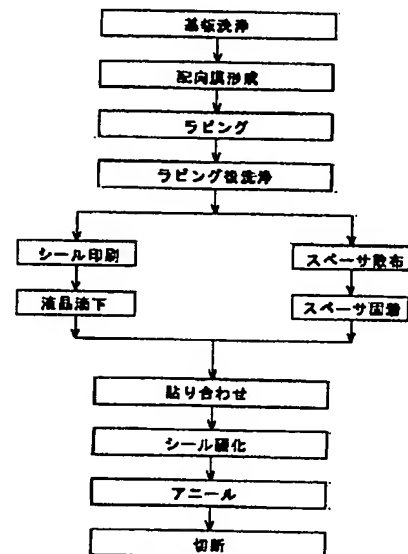 基板洗浄
配向膜形成
ラビング
ラビング後洗浄
シール印刷
スペーサ散布
液晶滴下
スペーサ固着
貼り合わせ
シール硬化
アニール
切断